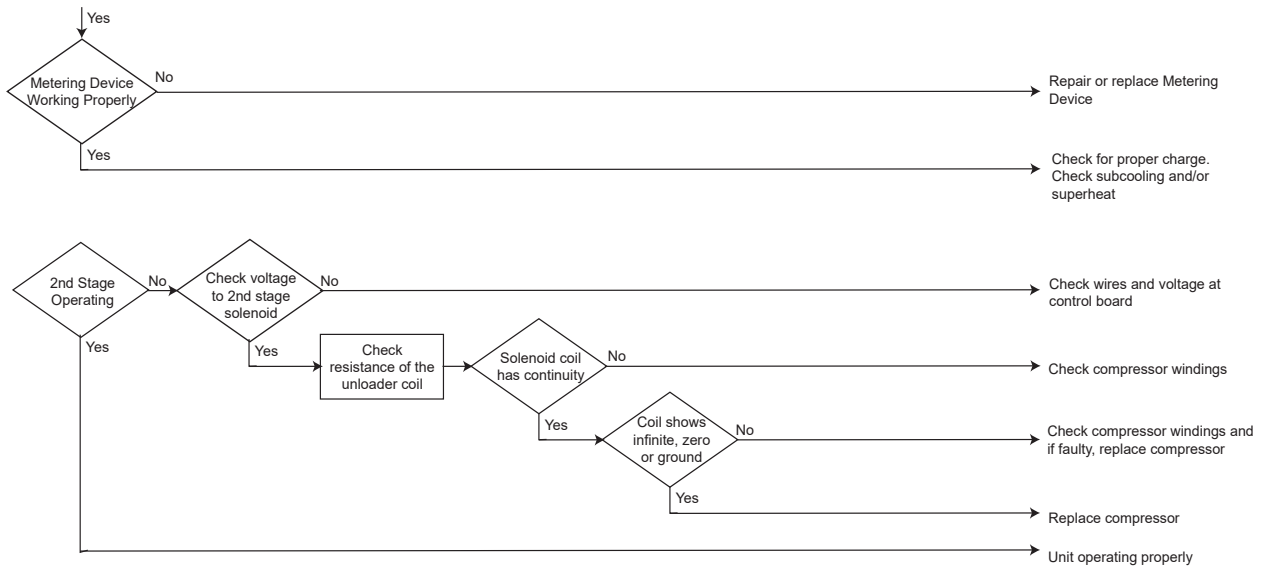 Yes
Metering Device
Working Properly
No
Repair or replace Metering
Device
Yes
Check for proper charge.
Check subcooling and/or
superheat
2nd Stage
Operating
No
Check voltage
to 2nd stage
solenoid
No
Check wires and voltage at
control board
Yes
Yes
Check
resistance of the
unloader coil
Solenoid coil
has continuity
No
Check compressor windings
Yes
Coil shows
infinite, zero
or ground
No
Check compressor windings and
if faulty, replace compressor
Yes
Replace compressor
Unit operating properly